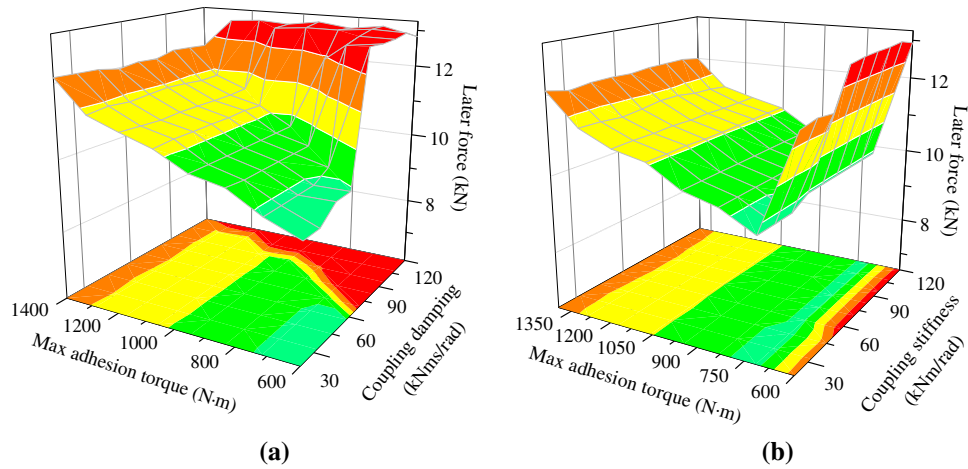 12
10
8
Later force (kN)
1400
1200
1000
800
600
Max adhesion torque (N·m)
30
60
90
120
Coupling damping
(kNms/rad)
(a)
12
10
8
Later force (kN)
1350
1200
1050
900
750
600
Max adhesion torque (N·m)
30
60
90
120
Coupling stiffness
(kNm/rad)
(b)